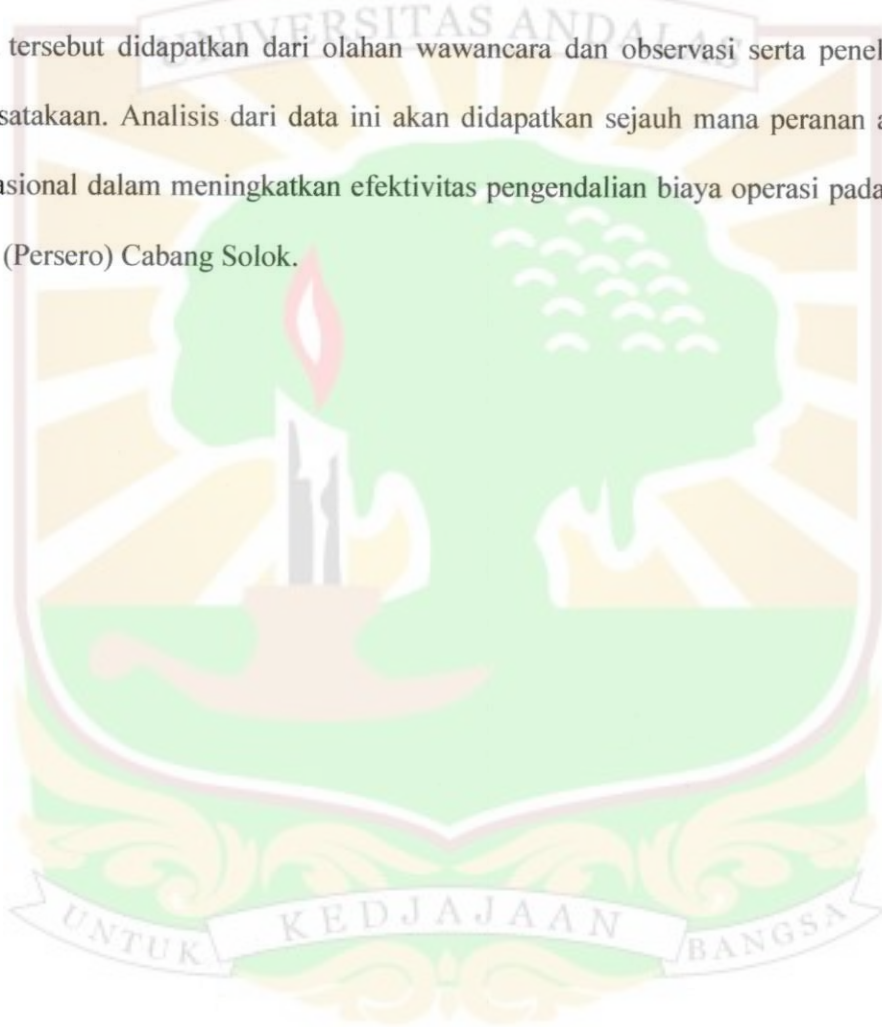 UNIVERSITAS ANDALAS
tersebut didapatkan dari olahan wawancara dan observasi serta penel
satakaan. Analisis dari data ini akan didapatkan sejauh mana peranan a
asional dalam meningkatkan efektivitas pengendalian biaya operasi pada
(Persero) Cabang Solok.
UNTUK KEDJAJAAN BANGSA